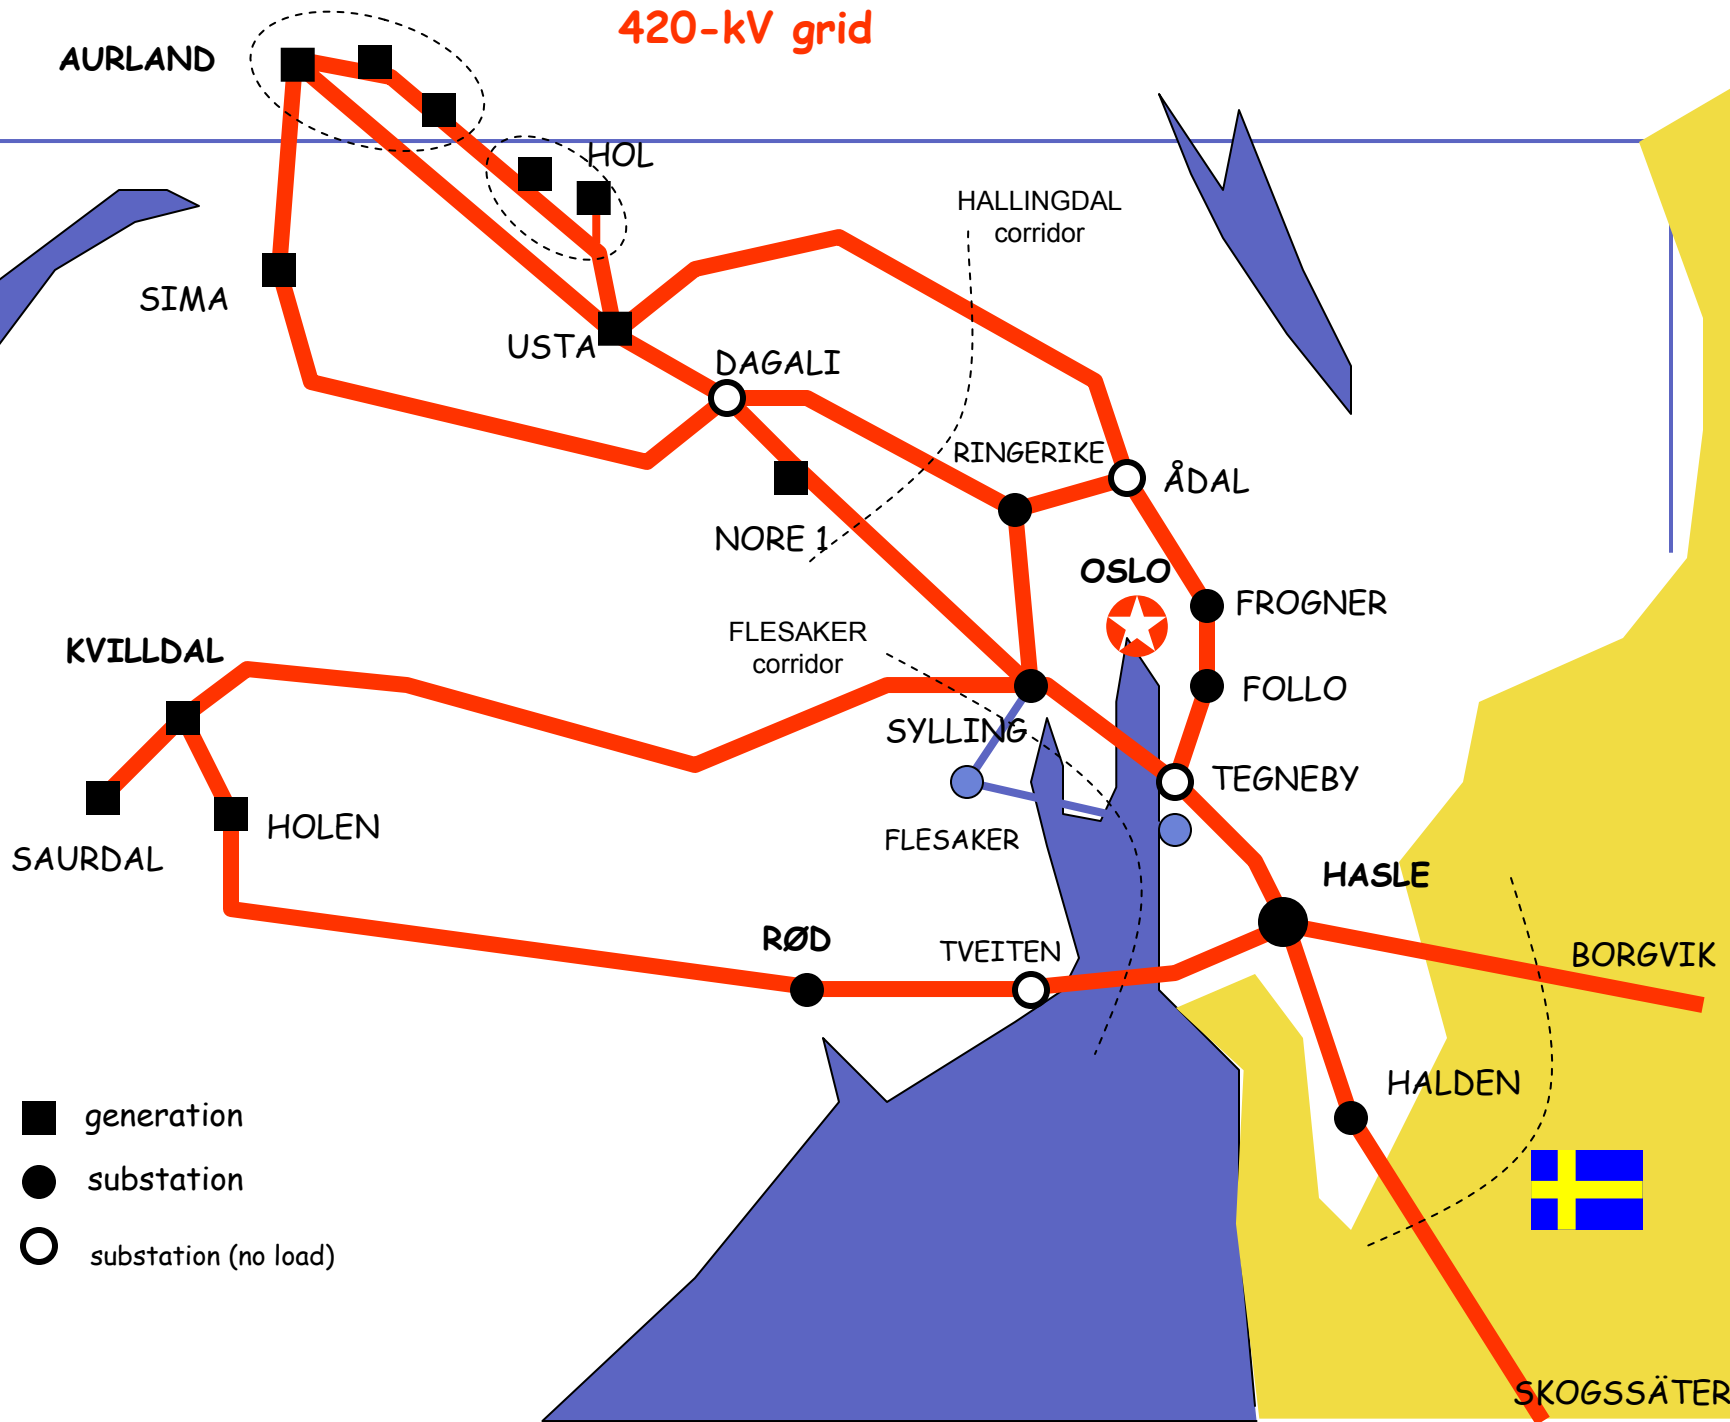 420-kV grid
AURLAND
HOL
HALLINGDAL
corridor
SIMA
USTA
DAGALI
RINGERIKE
ÅDAL
NORE 1
OSLO
FROGNER
FLESAKER
corridor
KVILLDAL
FOLLO
SYLLING
TEGNEBY
HOLEN
FLESAKER
SAURDAL
HASLE
RØD
TVEITEN
BORGVIK
HALDEN
generation
substation
substation (no load)
SKOGSSÄTER